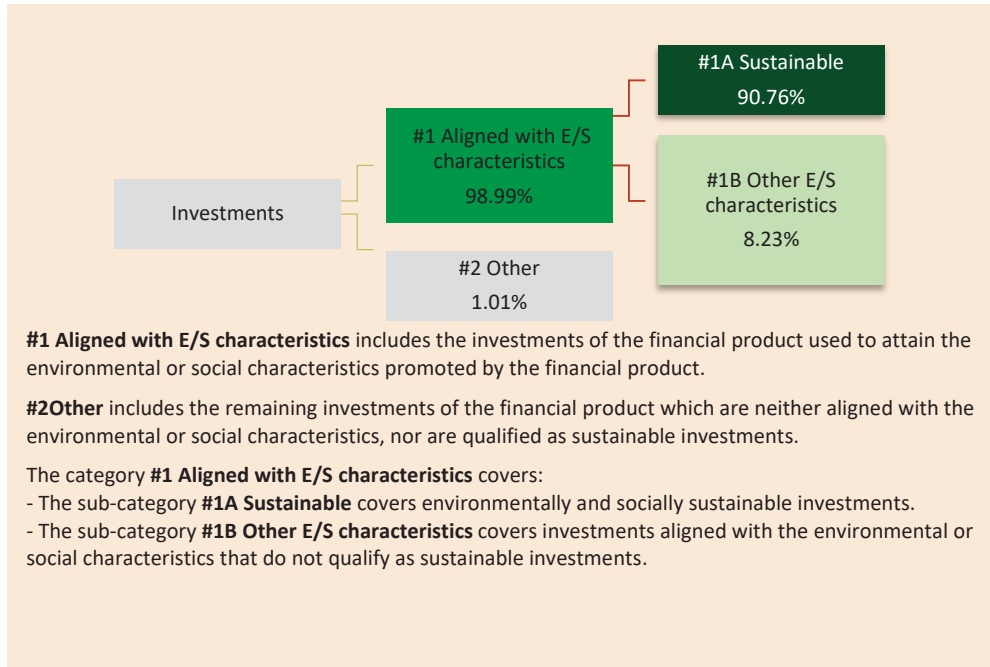 #1A Sustainable
90.76%
#1 Aligned with E/S
characteristics
98.99%
#1B Other E/S
characteristics
8.23%
Investments
#2 Other
1.01%
#1 Aligned with E/S characteristics includes the investments of the financial product used to attain the
environmental or social characteristics promoted by the financial product.
#2Other includes the remaining investments of the financial product which are neither aligned with the
environmental or social characteristics, nor are qualified as sustainable investments.
The category #1 Aligned with E/S characteristics covers:
- The sub-category #1A Sustainable covers environmentally and socially sustainable investments.
- The sub-category #1B Other E/S characteristics covers investments aligned with the environmental or
social characteristics that do not qualify as sustainable investments.